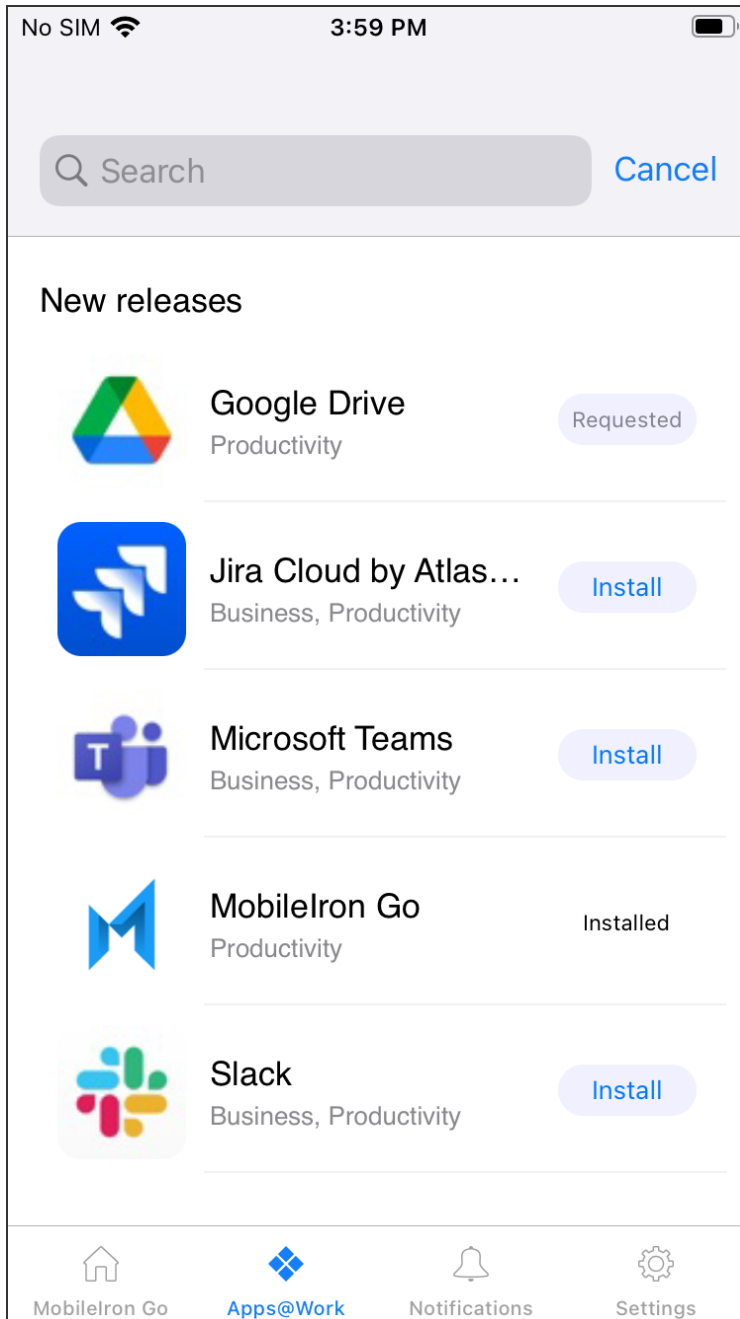 No SIM 3:59 PM
Search Cancel
New releases
Google Drive
Productivity
Requested
Jira Cloud by Atlas...
Business, Productivity
Install
T
Microsoft Teams
Business, Productivity
Install
MobileIron Go
Productivity
Installed
Slack
Business, Productivity
Install
MobileIron Go Apps@Work Notifications Settings